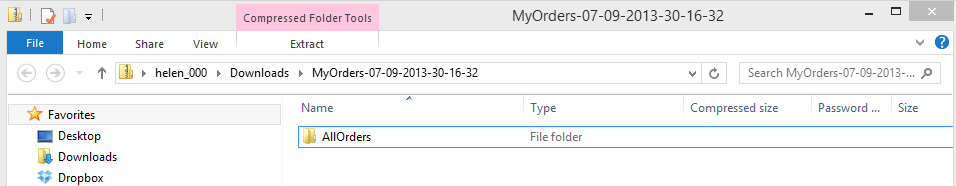 Compressed Folder Tools
MyOrders-07-09-2013-30-16-32
File Home Share View Extract
helen_000 Downloads MyOrders-07-09-2013-30-16-32
Search MyOrders-07-09-2013-...
Name Type Compressed size Password ... Size
Favorites
AllOrders File folder
Desktop
Downloads
Dropbox